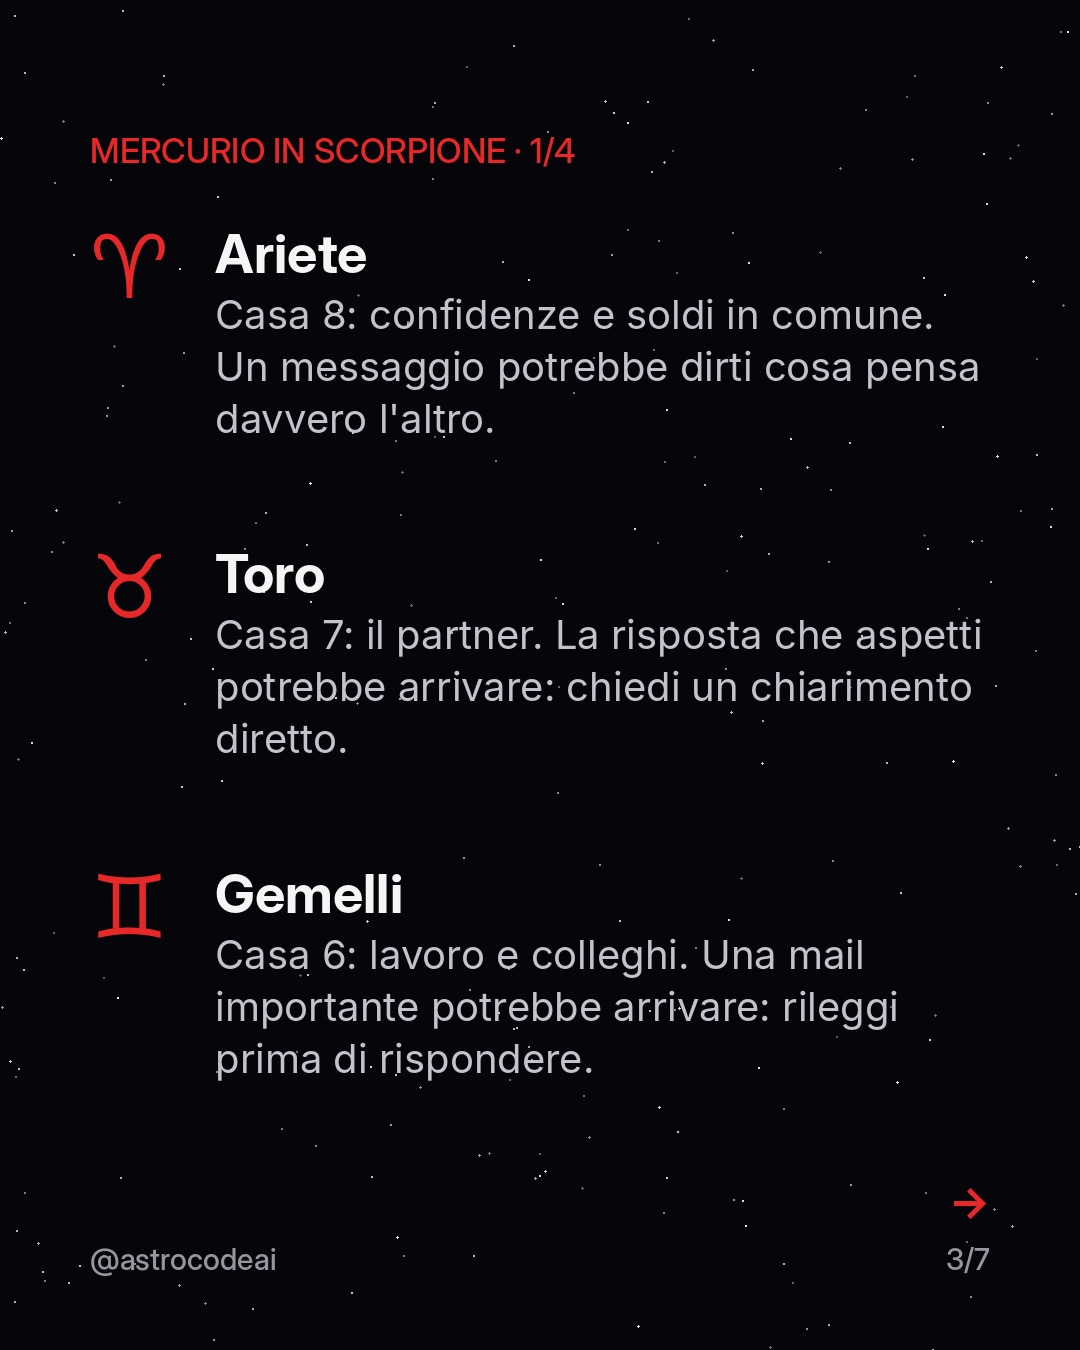 MERCURIO IN SCORPIONE · 1/4
♈ Ariete
Casa 8: confidenze e soldi in comune.
Un messaggio potrebbe dirti cosa pensa
davvero l'altro.
♉ Toro
Casa 7: il partner. La risposta che aspetti
potrebbe arrivare: chiedi un chiarimento
diretto.
♊ Gemelli
Casa 6: lavoro e colleghi. Una mail
importante potrebbe arrivare: rileggi
prima di rispondere.
→
@astrocodeai
3/7